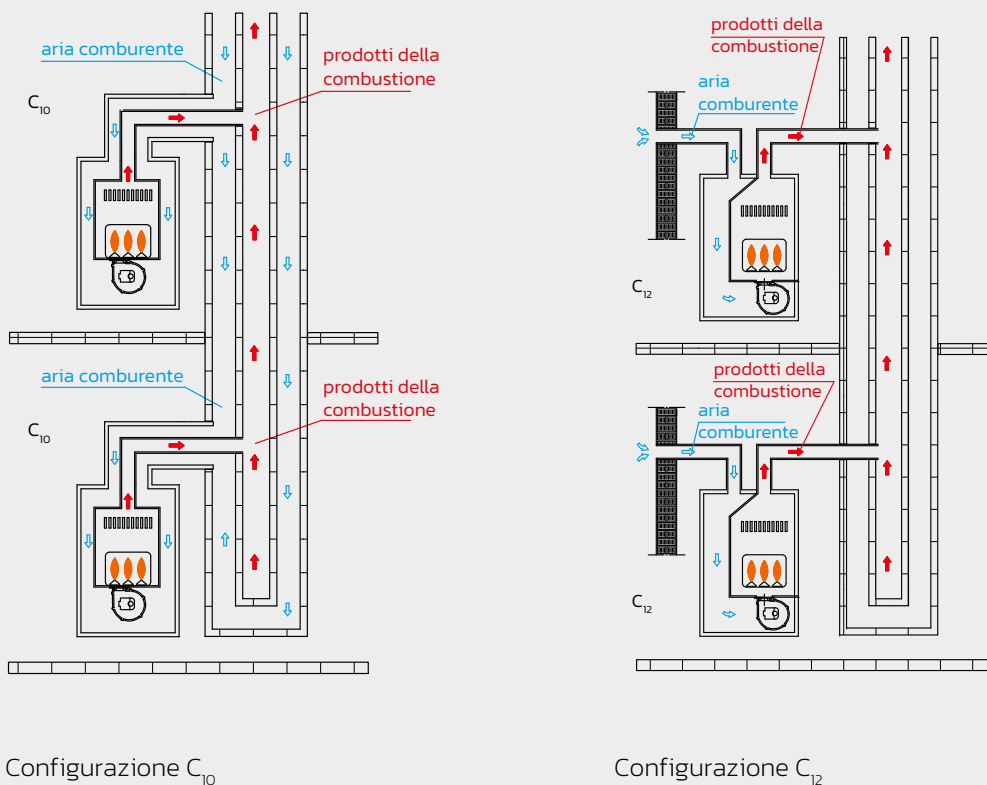 aria comburente
prodotti della
combustione
C10
aria comburente
prodotti della
combustione
C10
Configurazione C10
prodotti della
combustione
aria
comburente
C12
prodotti della
combustione
aria
comburente
C12
Configurazione C12